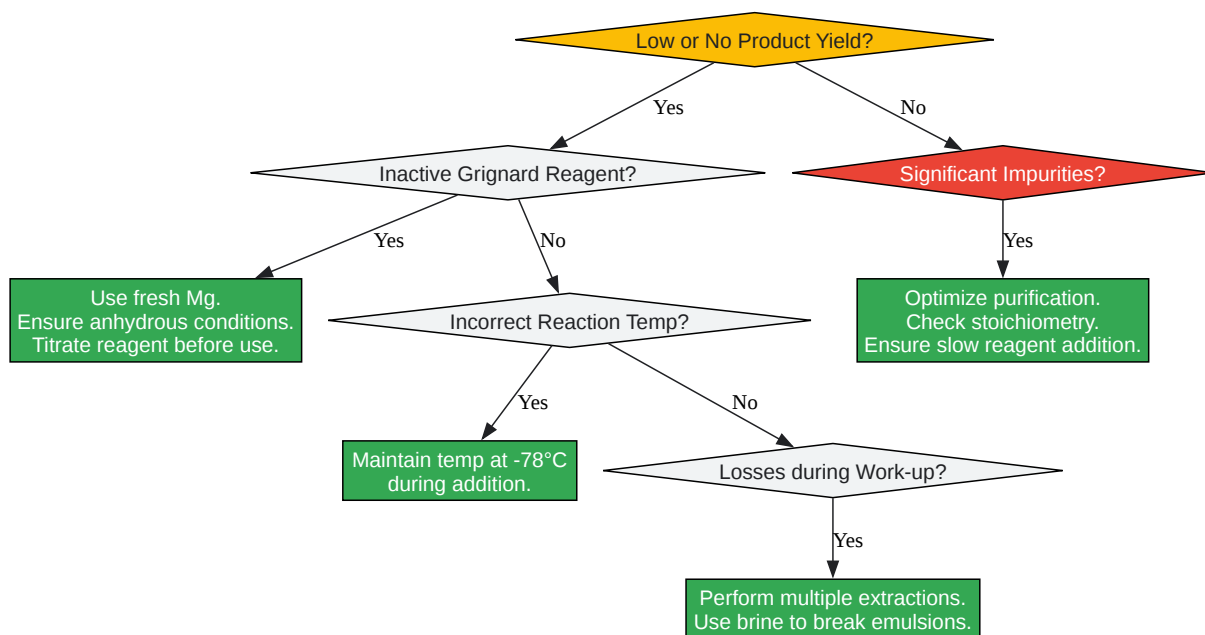 Low or No Product Yield?
Yes
No
Inactive Grignard Reagent?
Significant Impurities?
Yes
No
Yes
Use fresh Mg.
Ensure anhydrous conditions.
Titrate reagent before use.
Incorrect Reaction Temp?
Optimize purification.
Check stoichiometry.
Ensure slow reagent addition.
Yes
No
Maintain temp at -78°C
during addition.
Losses during Work-up?
Yes
Perform multiple extractions.
Use brine to break emulsions.